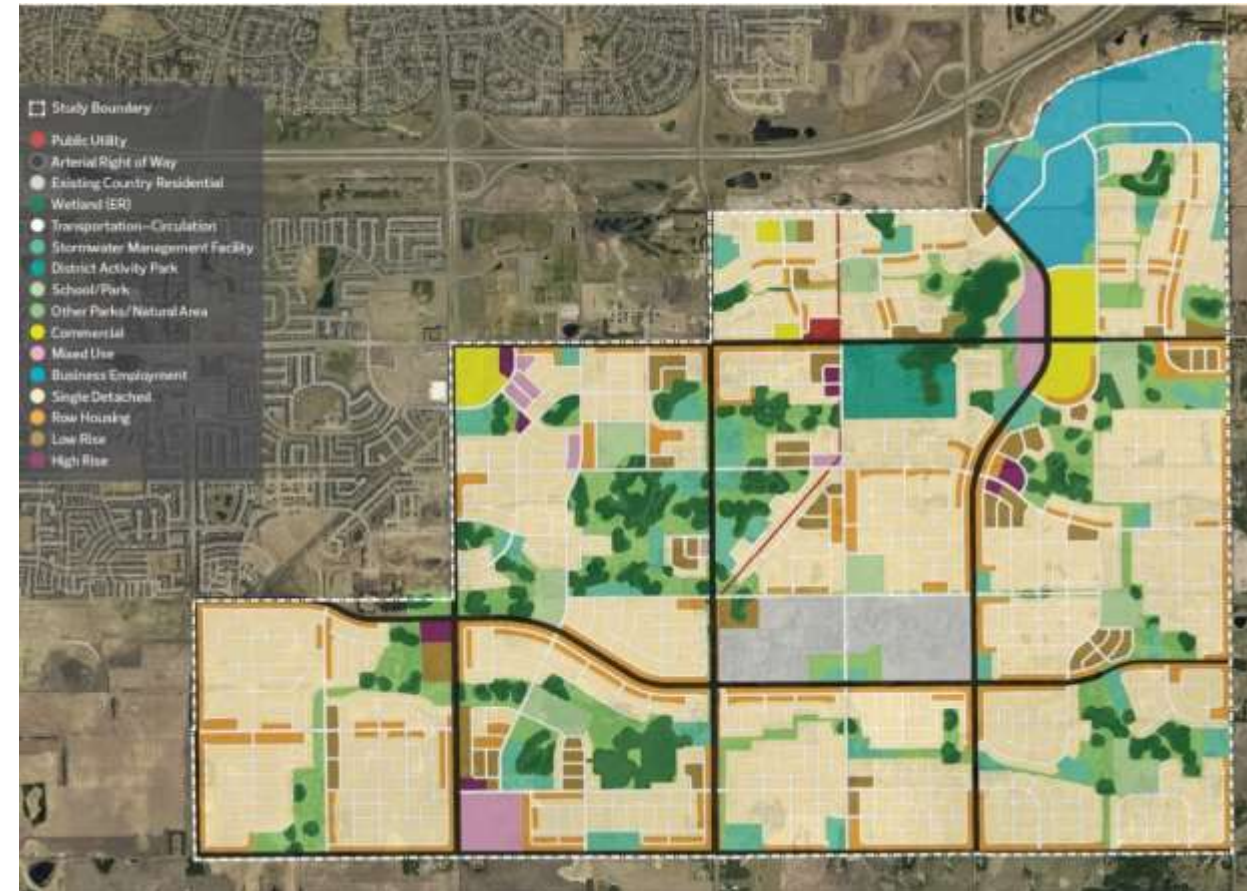 Study Boundary
Public Utility
Arterial Right of Way
Existing Country Residential
Wetland (ER)
Transportation–Circulation
Stormwater Management Facility
District Activity Park
School/Park
Other Parks/Natural Area
Commercial
Mixed Use
Business Employment
Single Detached
Row Housing
Low Rise
High Rise